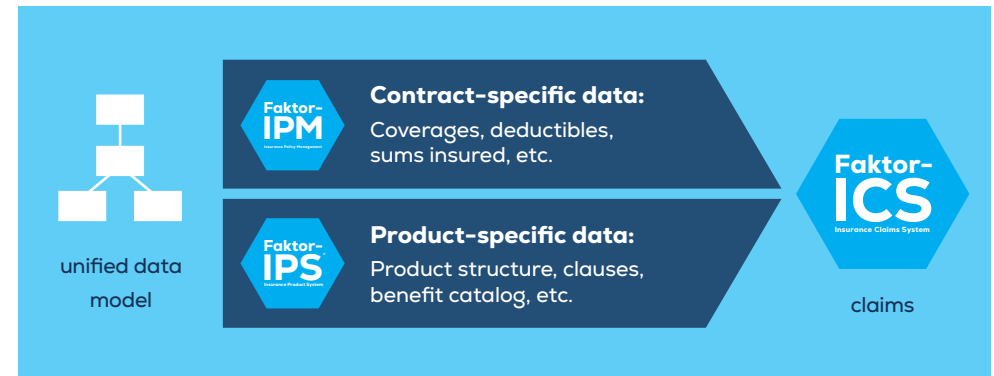 unified data
model
Faktor-
IPM
Insurance Policy Management
Contract-specific data:
Coverages, deductibles,
sums insured, etc.
Faktor-
IPS
Insurance Product System
Product-specific data:
Product structure, clauses,
benefit catalog, etc.
Faktor-
ICS
Insurance Claims System
claims